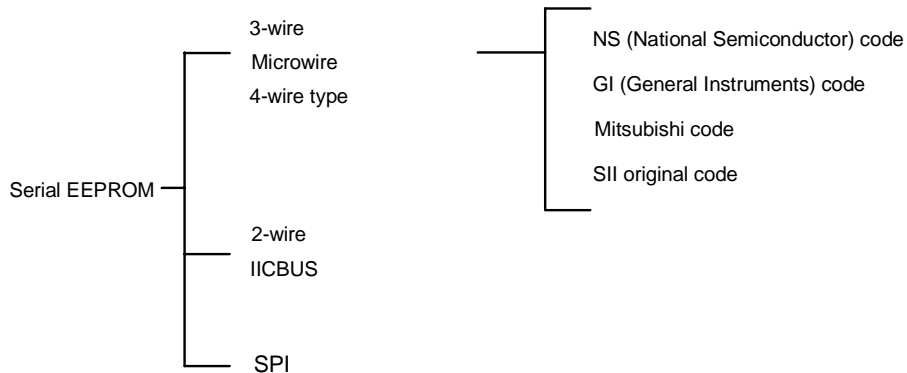 3-wire
Microwire
4-wire type
NS (National Semiconductor) code
GI (General Instruments) code
Mitsubishi code
SII original code
Serial EEPROM
2-wire
IICBUS
SPI